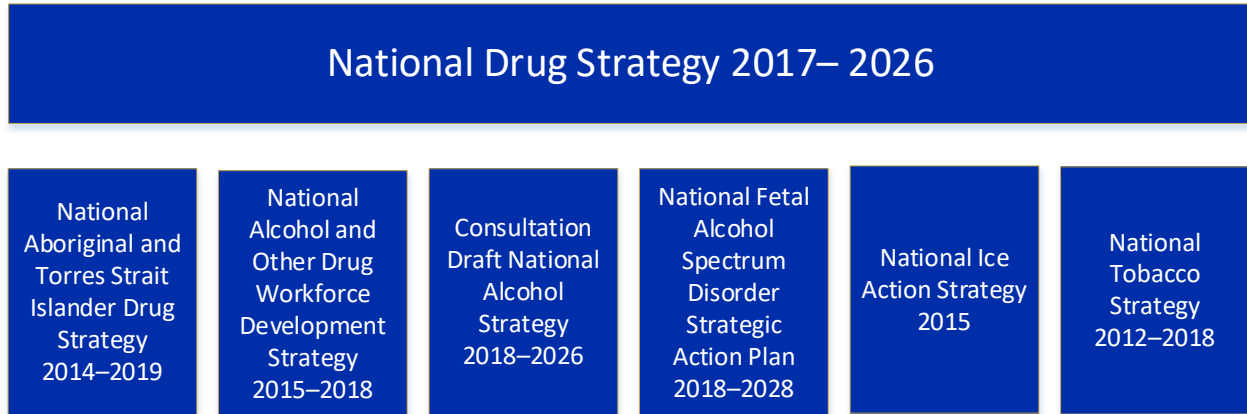 National Drug Strategy 2017– 2026
National
Aboriginal and
Torres Strait
Islander Drug
Strategy
2014–2019
National
Alcohol and
Other Drug
Workforce
Development
Strategy
2015–2018
Consultation
Draft National
Alcohol
Strategy
2018–2026
National Fetal
Alcohol
Spectrum
Disorder
Strategic
Action Plan
2018–2028
National Ice
Action Strategy
2015
National
Tobacco
Strategy
2012–2018